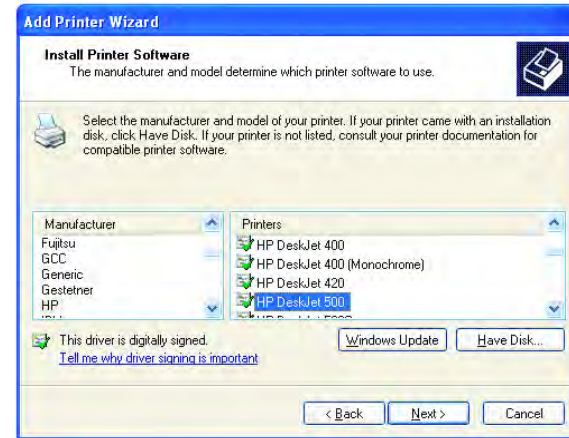 Add Printer Wizard
Install Printer Software
The manufacturer and model determine which printer software to use.
Select the manufacturer and model of your printer. If your printer came with an installation
disk, click Have Disk. If your printer is not listed, consult your printer documentation for
compatible printer software.
Manufacturer
Fujitsu
GCC
Generic
Gestetner
HP
Printers
HP DeskJet 400
HP DeskJet 400 (Monochrome)
HP DeskJet 420
HP DeskJet 500
This driver is digitally signed.
Tell me why driver signing is important
Windows Update
Have Disk...
< Back
Next >
Cancel